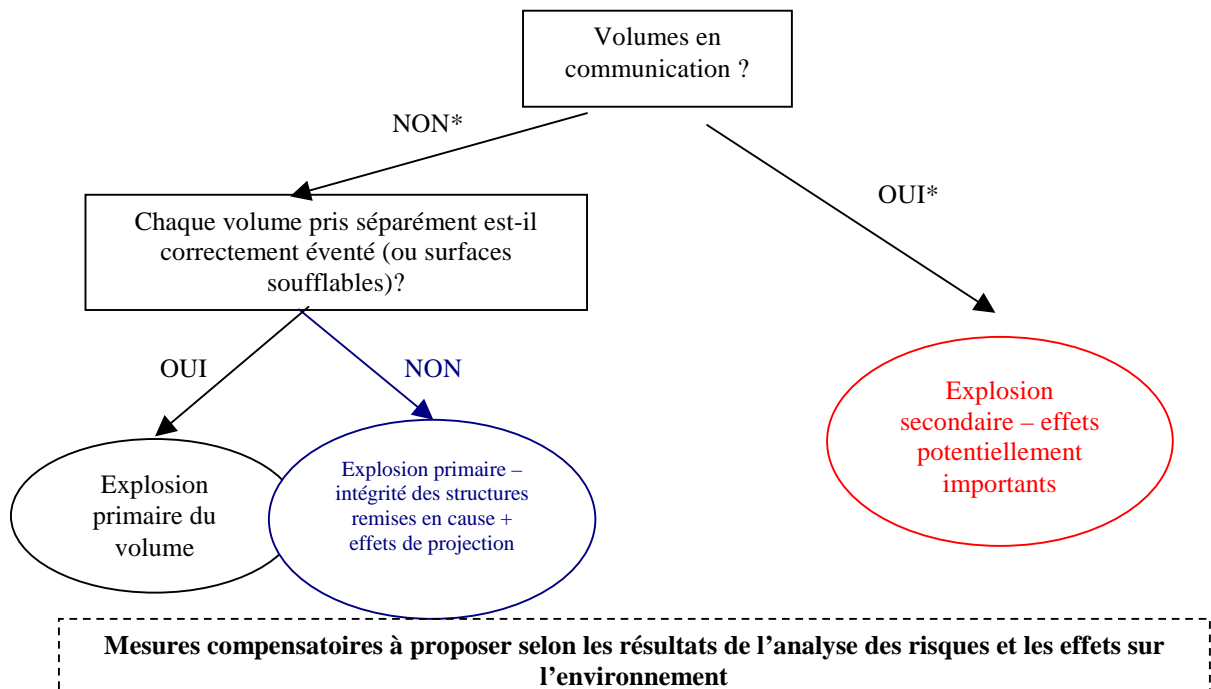 Volumes en
communication ?
NON*
OUI*
Chaque volume pris séparément est-il
correctement éventé (ou surfaces
soufflables)?
OUI
NON
Explosion
primaire du
volume
Explosion primaire –
intégrité des structures
remises en cause +
effets de projection
Explosion
secondaire – effets
potentiellement
importants
Mesures compensatoires à proposer selon les résultats de l’analyse des risques et les effets sur
l’environnement